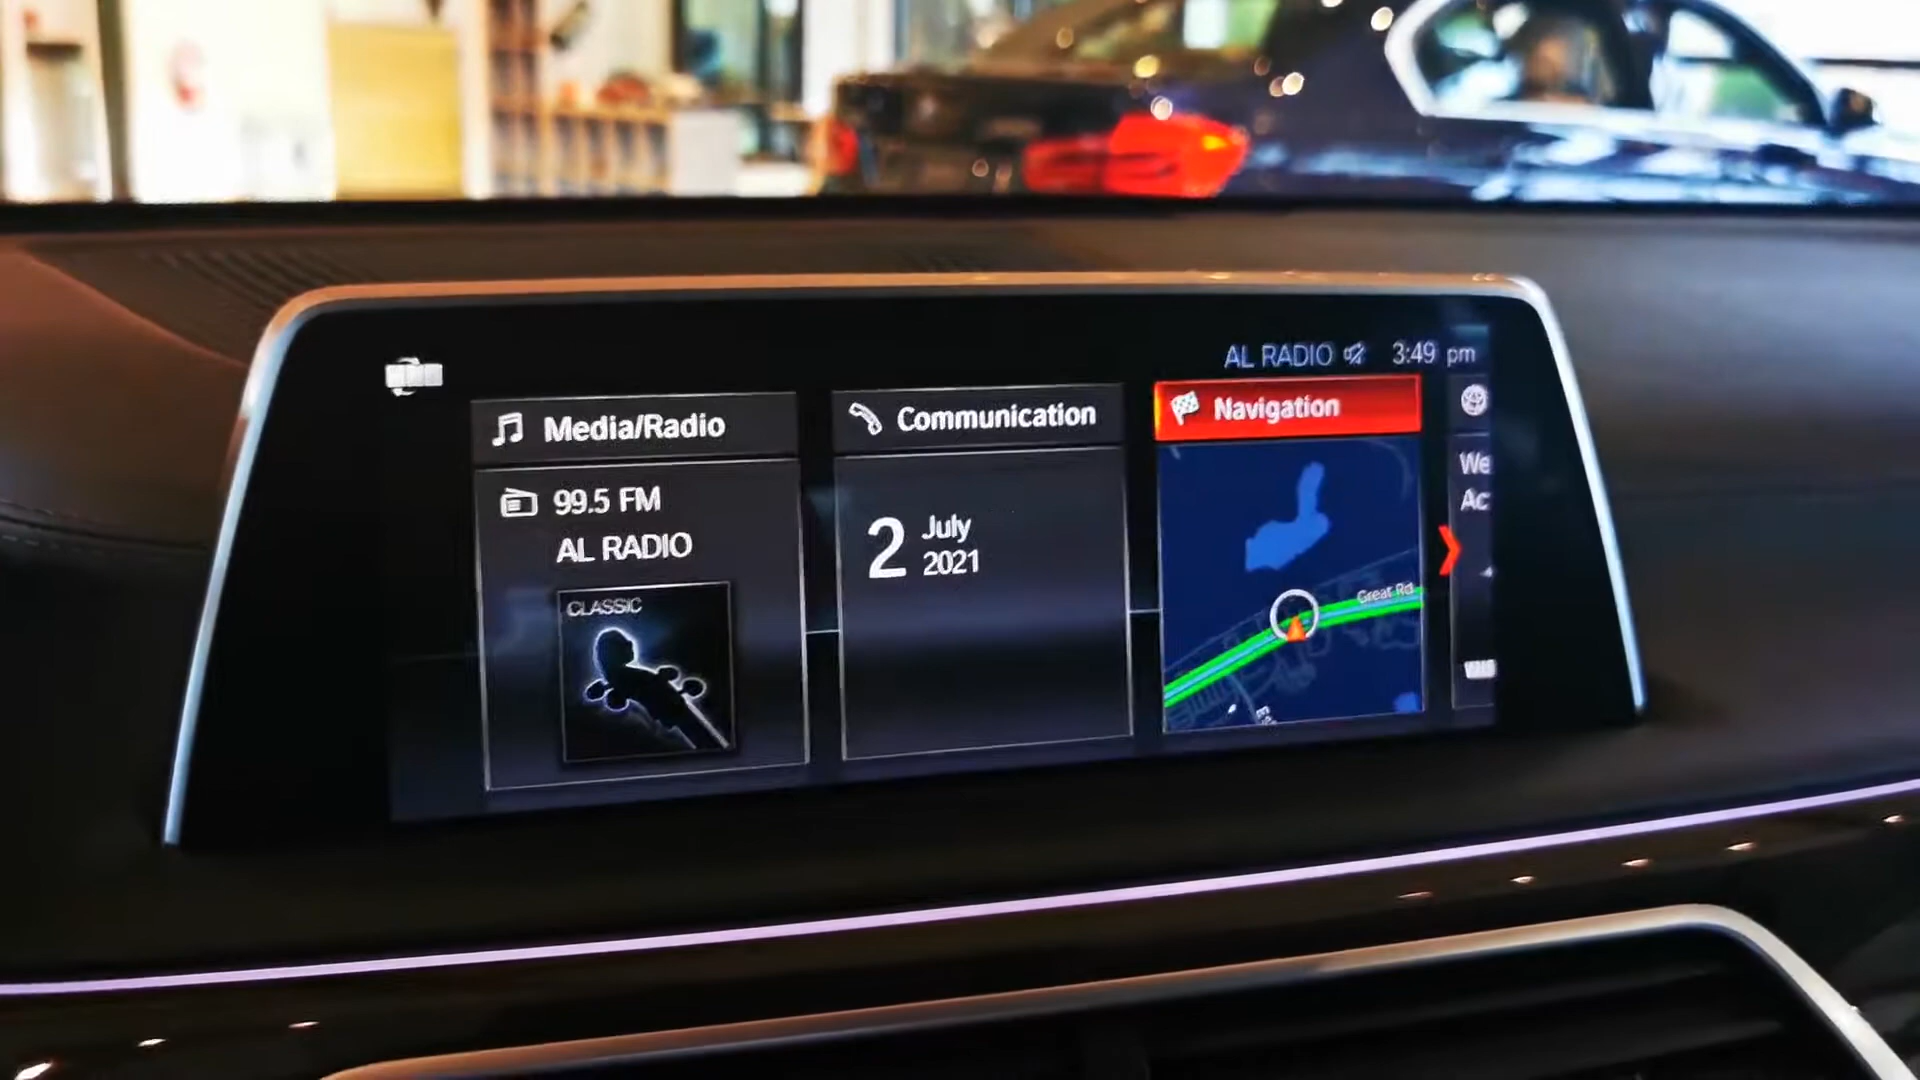 AL RADIO 3:49 pm
Media/Radio
99.5 FM
AL RADIO
CLASSIC
Communication
2 July
2021
Navigation
Great Rd
We
Ac